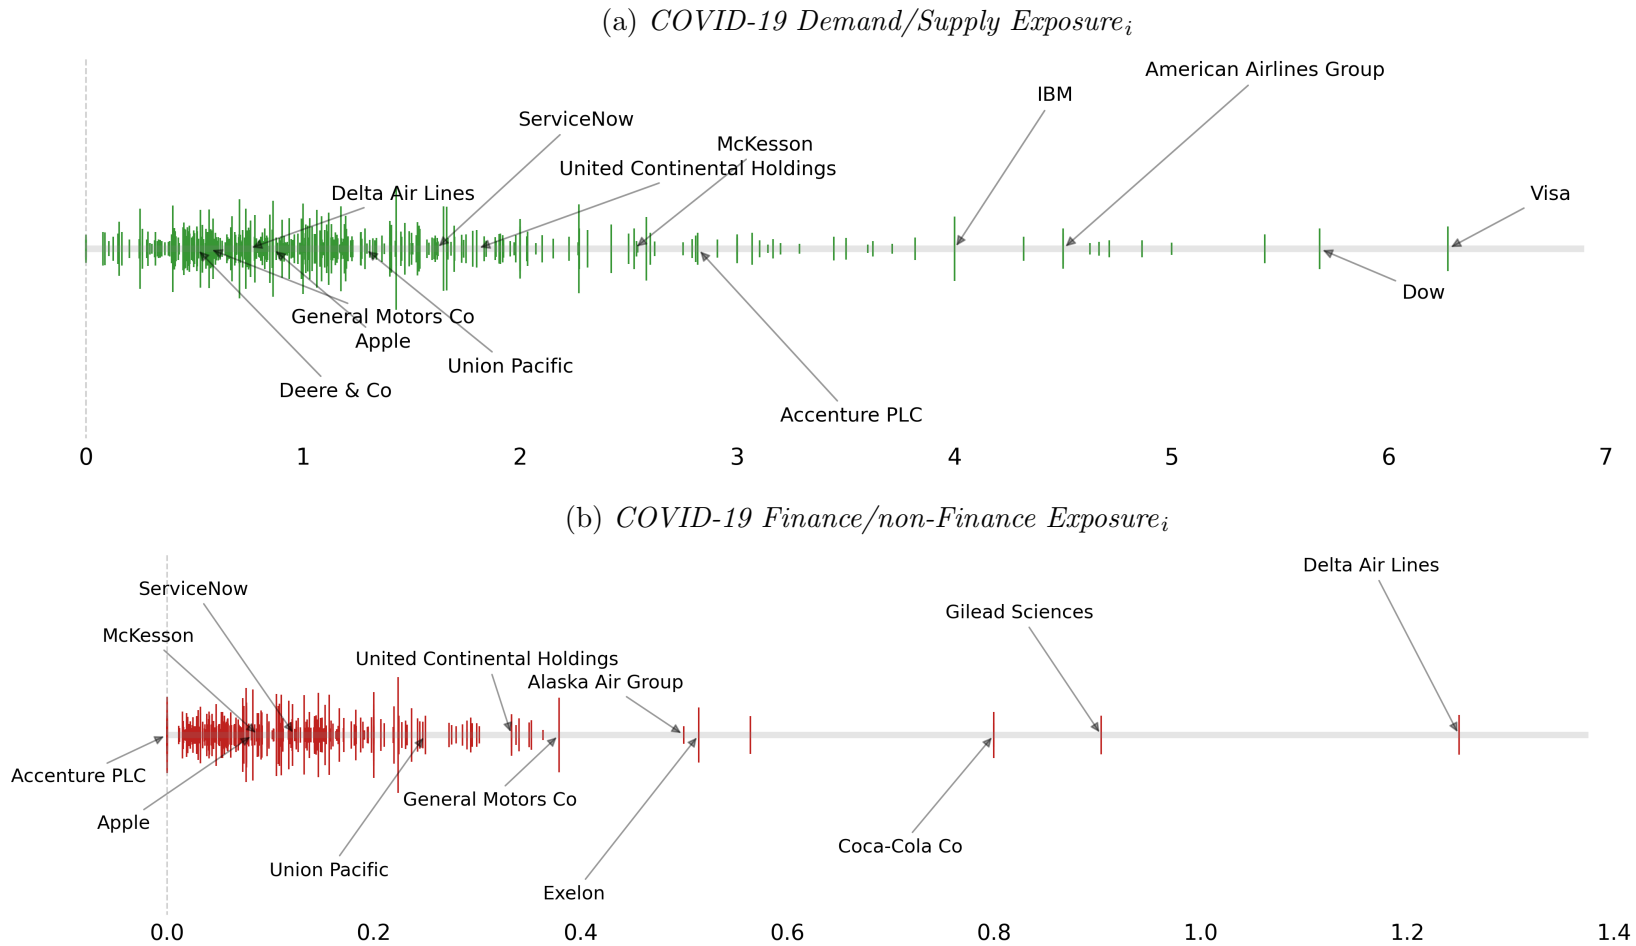 (a) COVID-19 Demand/Supply Exposure_i
American Airlines Group
IBM
ServiceNow
McKesson
United Continental Holdings
Delta Air Lines
Visa
Dow
General Motors Co
Apple
Union Pacific
Deere & Co
Accenture PLC
0 1 2 3 4 5 6 7
(b) COVID-19 Finance/non-Finance Exposure_i
Delta Air Lines
ServiceNow
Gilead Sciences
McKesson
United Continental Holdings
Alaska Air Group
Accenture PLC
General Motors Co
Apple
Coca-Cola Co
Union Pacific
Exelon
0.0 0.2 0.4 0.6 0.8 1.0 1.2 1.4